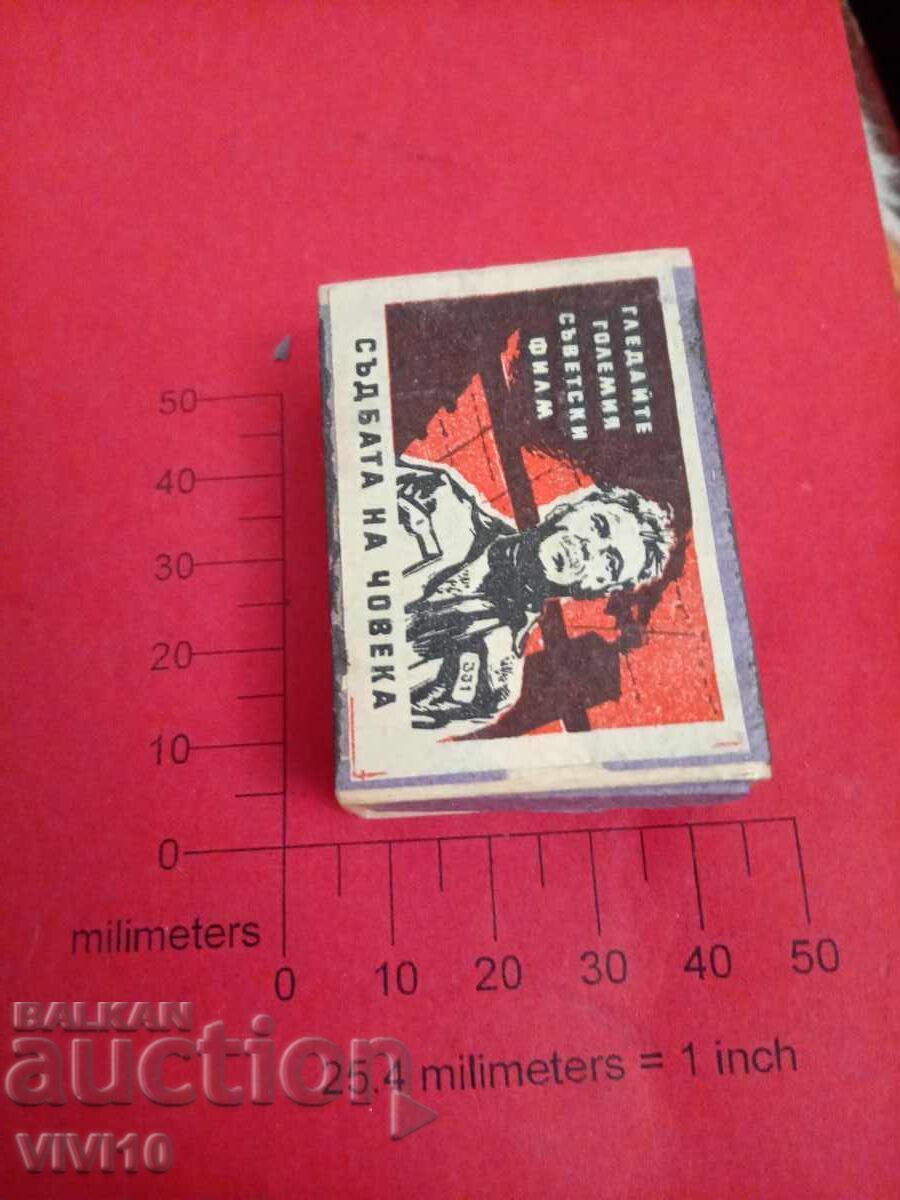 ГЛЕДАЙТЕ
ГОЛЕМИЯ
СЪВЕТСКИ
ФИЛМ
331
СЪДБАТА НА ЧОВЕКА
50
40
30
20
10
0
milimeters
0 10 20 30 40 50
25.4 milimeters = 1 inch
BALKAN
auction
VIVI10